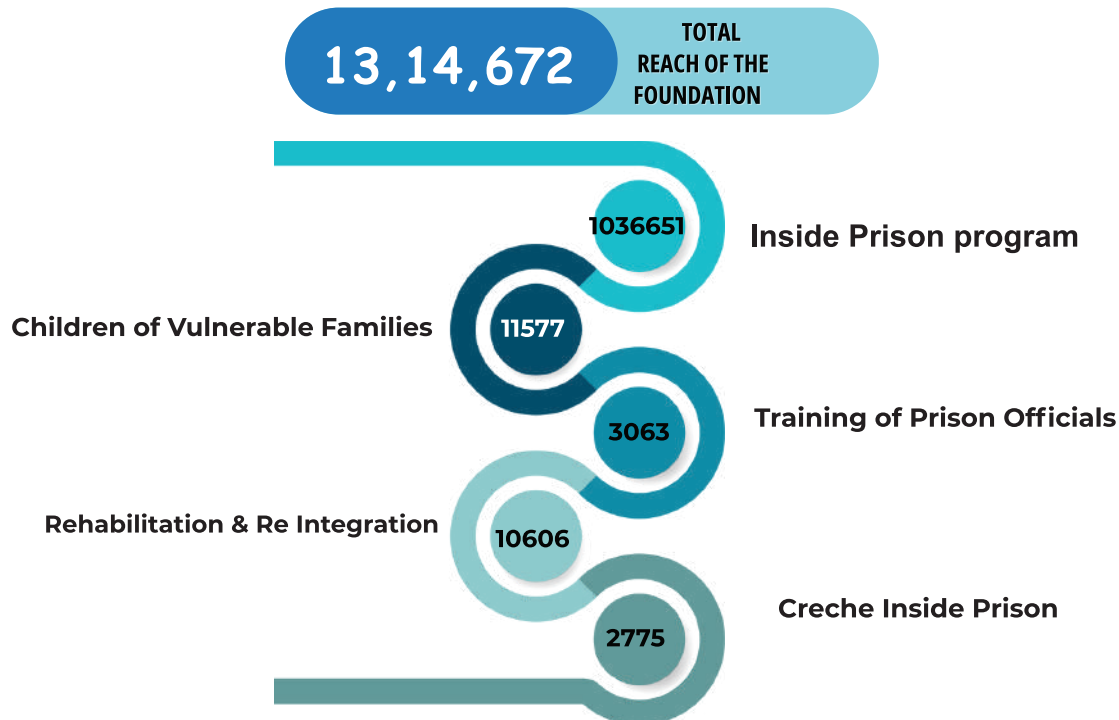 13,14,672
TOTAL
REACH OF THE
FOUNDATION
1036651
Inside Prison program
Children of Vulnerable Families
11577
3063
Training of Prison Officials
Rehabilitation & Re Integration
10606
2775
Creche Inside Prison